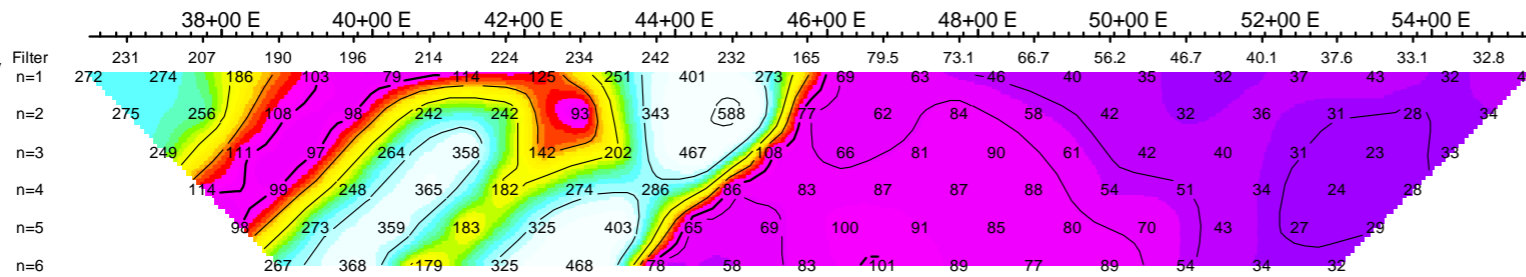 38+00 E 40+00 E 42+00 E 44+00 E 46+00 E 48+00 E 50+00 E 52+00 E 54+00 E
Filter 231 207 190 196 214 224 234 242 232 165 79.5 73.1 66.7 56.2 46.7 40.1 37.6 33.1 32.8
n=1 272 274 186 103 79 114 125 251 401 273 69 63 46 40 35 32 37 43 32
n=2 275 256 108 98 242 242 93 343 588 77 62 84 58 42 32 36 31 28 34
n=3 249 111 97 264 358 142 202 467 108 66 81 90 61 42 40 31 23 33
n=4 114 99 248 365 182 274 286 86 83 87 87 88 54 51 34 24 28
n=5 98 273 359 183 325 403 65 69 100 91 85 80 70 43 27 29
n=6 267 368 179 325 468 78 58 83 101 89 77 89 54 34 32